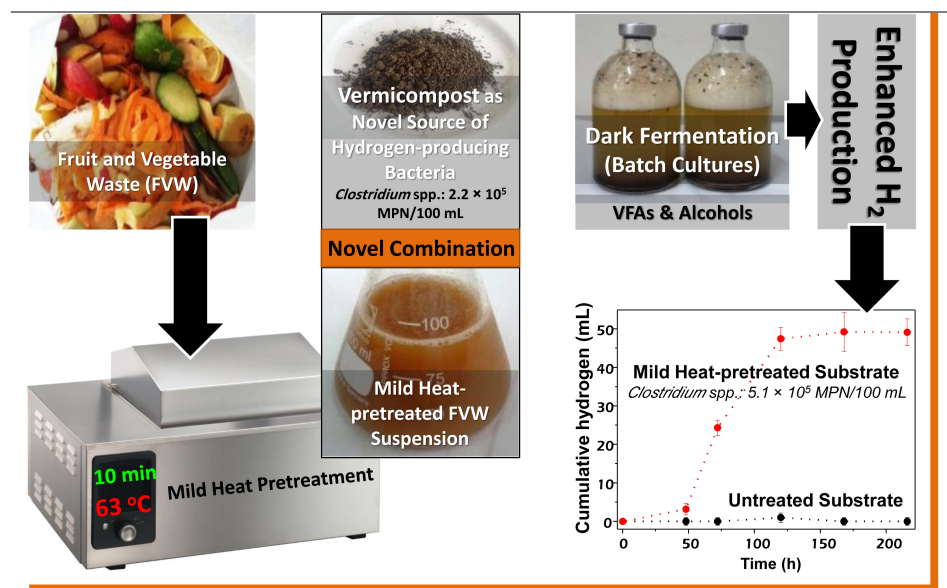 Fruit and Vegetable
Waste (FVW)
10 min
63 °C
Mild Heat Pretreatment
Vermicompost as
Novel Source of
Hydrogen-producing
Bacteria
Clostridium spp.: 2.2 × 10⁵
MPN/100 mL
Novel Combination
100
75
Mild Heat-
pretreated FVW
Suspension
Dark Fermentation
(Batch Cultures)
VFAs & Alcohols
Enhanced H₂
Production
Cumulative hydrogen (mL)
50
40
30
20
10
0
Mild Heat-pretreated Substrate
Clostridium spp.: 5.1 × 10⁵ MPN/100 mL
Untreated Substrate
0 50 100 150 200
Time (h)